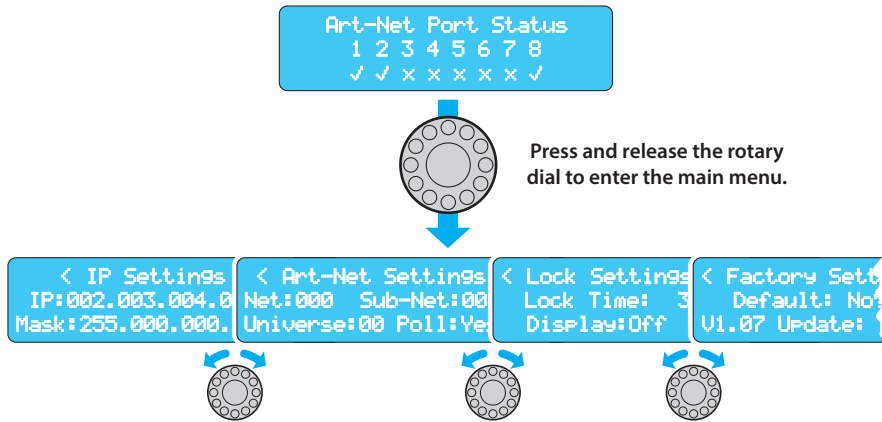 Art-Net Port Status
1 2 3 4 5 6 7 8
✓ ✓ x x x x x ✓
Press and release the rotary
dial to enter the main menu.
< IP Settings
IP:002.003.004.0
Mask:255.000.000.
< Art-Net Settings
Net:000 Sub-Net:00
Universe:00 Poll:Ye
< Lock Settings
Lock Time: 3
Display:Off
< Factory Sett
Default: No
V1.07 Update: